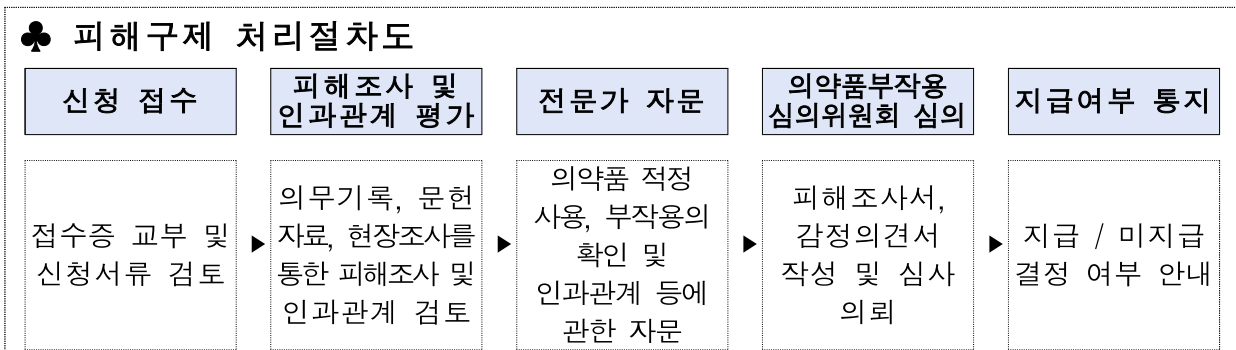 ♣ 피해구제 처리절차도
신청 접수
피해조사 및
인과관계 평가
전문가 자문
의약품부작용
심의위원회 심의
지급여부 통지
접수증 교부 및
신청서류 검토
▶
의무기록, 문헌
자료, 현장조사를
통한 피해조사 및
인과관계 검토
▶
의약품 적정
사용, 부작용의
확인 및
인과관계 등에
관한 자문
▶
피해조사서,
감정의견서
작성 및 심사
의뢰
▶
지급 / 미지급
결정 여부 안내